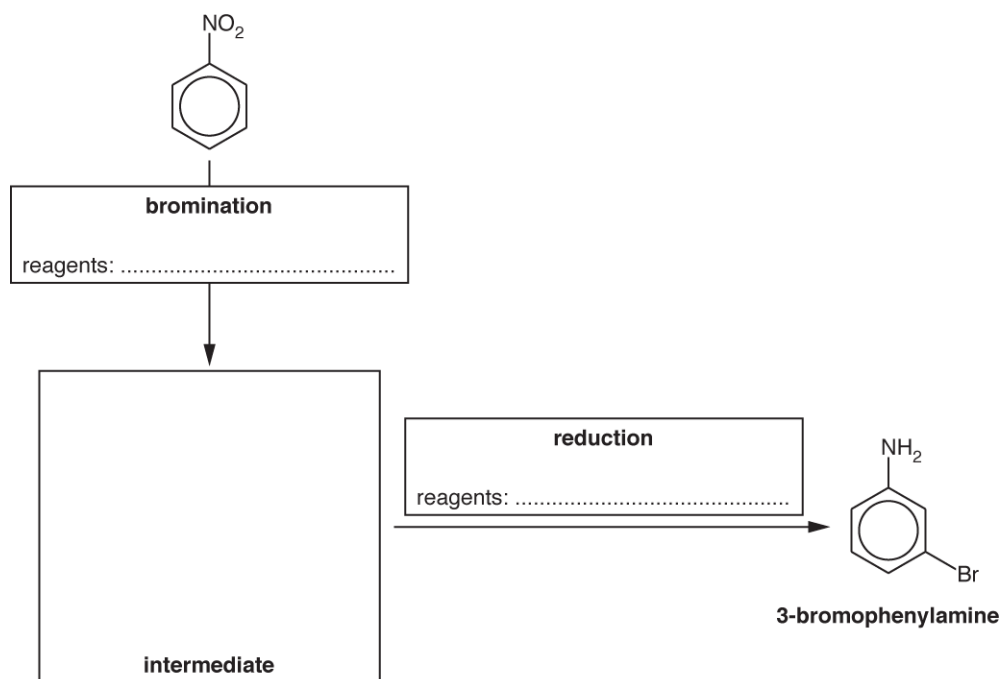 NO₂
bromination
reagents: .............................................
intermediate
reduction
reagents: .............................................
NH₂
Br
3-bromophenylamine